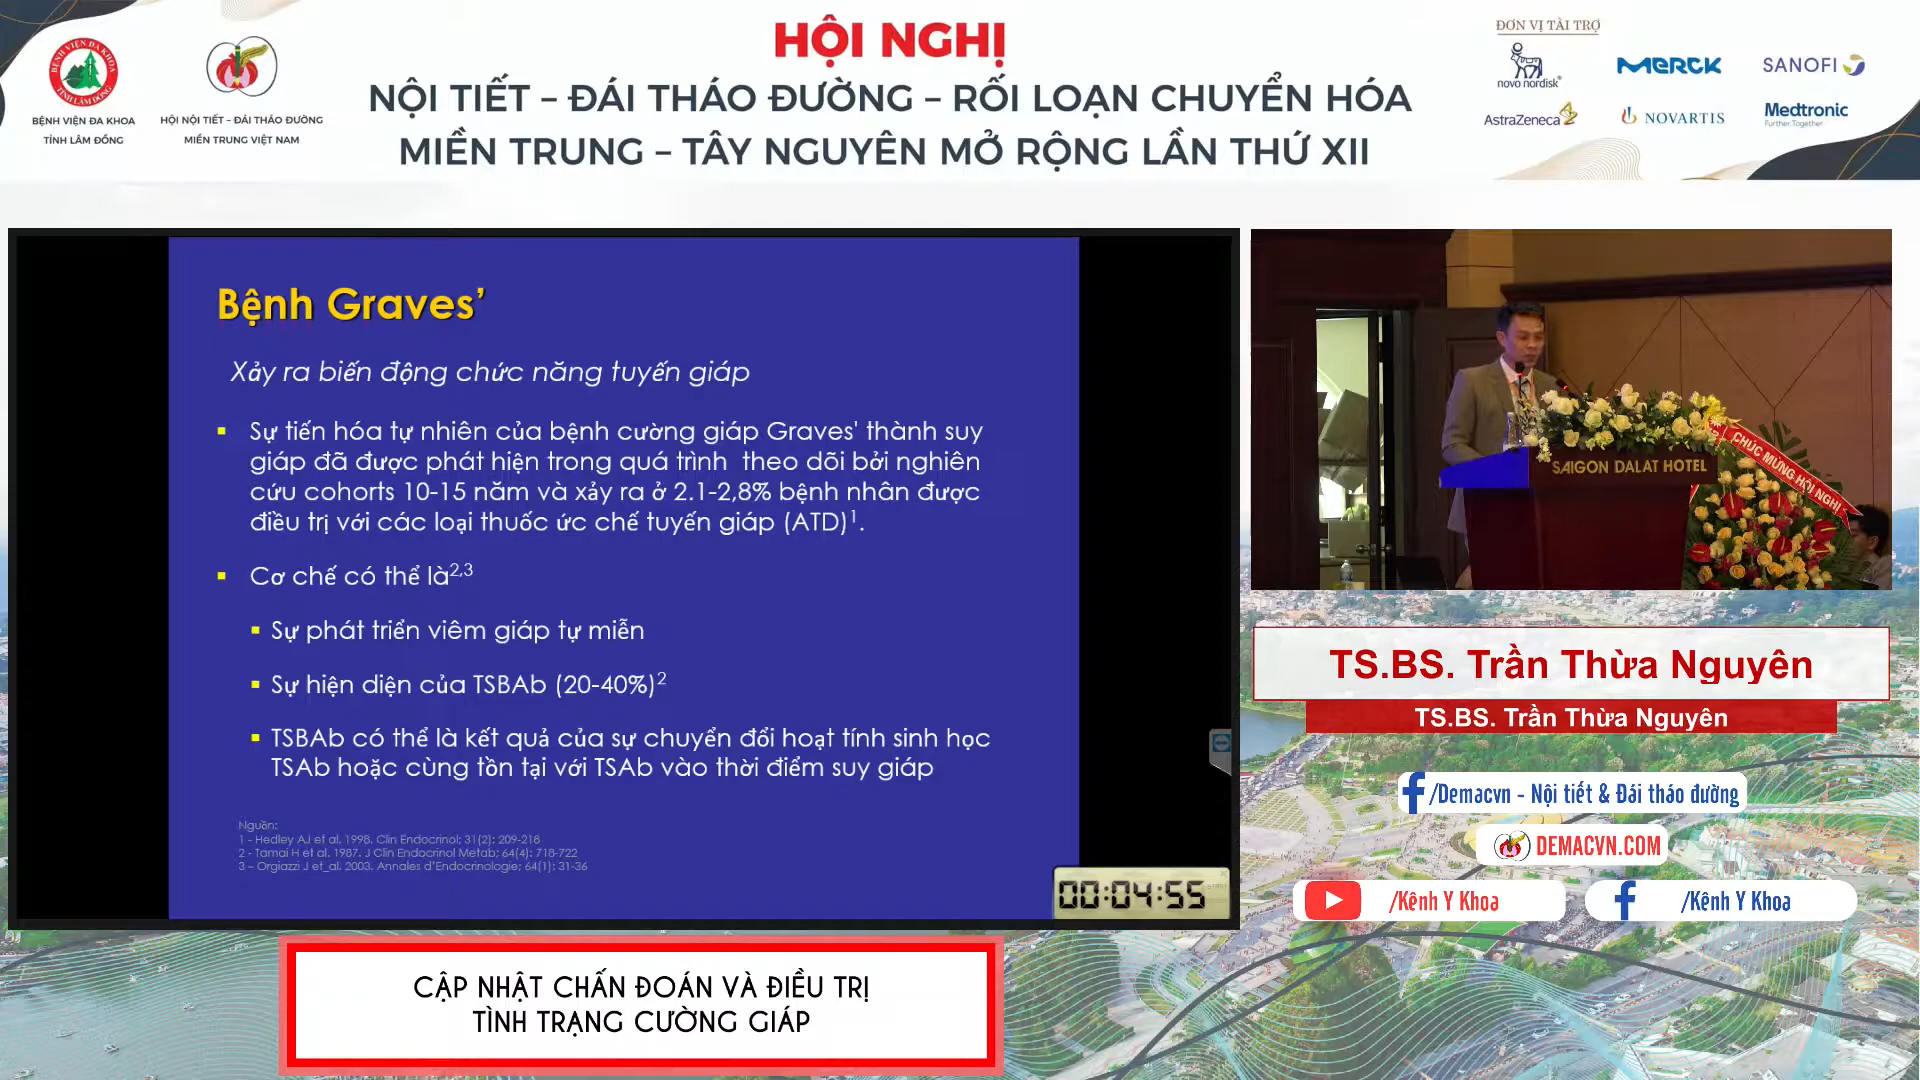 BỆNH VIỆN ĐA KHOA
TỈNH LÂM ĐỒNG
BỆNH VIỆN ĐA KHOA
TỈNH LÂM ĐỒNG
HỘI NỘI TIẾT – ĐÁI THÁO ĐƯỜNG
MIỀN TRUNG VIỆT NAM
HỘI NGHỊ
NỘI TIẾT – ĐÁI THÁO ĐƯỜNG – RỐI LOẠN CHUYỂN HÓA
MIỀN TRUNG – TÂY NGUYÊN MỞ RỘNG LẦN THỨ XII
ĐƠN VỊ TÀI TRỢ
novo nordisk®
MERCK
SANOFI
AstraZeneca
NOVARTIS
Medtronic
Further. Together
Bệnh Graves’
Xảy ra biến động chức năng tuyến giáp
▪ Sự tiến hóa tự nhiên của bệnh cường giáp Graves' thành suy
giáp đã được phát hiện trong quá trình theo dõi bởi nghiên
cứu cohorts 10-15 năm và xảy ra ở 2.1-2,8% bệnh nhân được
điều trị với các loại thuốc ức chế tuyến giáp (ATD)1.
▪ Cơ chế có thể là2,3
▪ Sự phát triển viêm giáp tự miễn
▪ Sự hiện diện của TSBAb (20-40%)2
▪ TSBAb có thể là kết quả của sự chuyển đổi hoạt tính sinh học
TSAb hoặc cùng tồn tại với TSAb vào thời điểm suy giáp
Nguồn:
1 - Hedley AJ et al. 1998. Clin Endocrinol; 31(2): 209-218
2 - Tamai H et al. 1987. J Clin Endocrinol Metab; 64(4): 718-722
3 – Orgiazzi J et_al. 2003. Annales d’Endocrinologie; 64(1): 31-36
00:04:55
SAIGON DALAT HOTEL
CHÚC MỪNG HỘI NGHỊ
TS.BS. Trần Thừa Nguyên
TS.BS. Trần Thừa Nguyên
/Demacvn - Nội tiết & Đái tháo đường
DEMACVN.COM
/Kênh Y Khoa
/Kênh Y Khoa
CẬP NHẬT CHẨN ĐOÁN VÀ ĐIỀU TRỊ
TÌNH TRẠNG CƯỜNG GIÁP